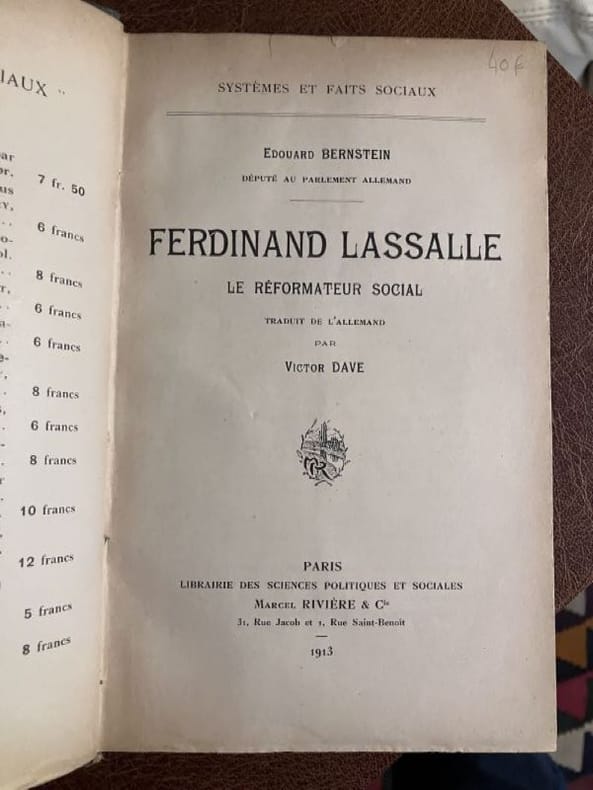 IAUX
7 fr. 50
6 francs
8 francs
6 francs
6 francs
8 francs
6 francs
8 francs
10 francs
12 francs
5 francs
8 francs
40 F
SYSTÈMES ET FAITS SOCIAUX
EDOUARD BERNSTEIN
DÉPUTÉ AU PARLEMENT ALLEMAND
FERDINAND LASSALLE
LE RÉFORMATEUR SOCIAL
TRADUIT DE L'ALLEMAND
PAR
VICTOR DAVE
MR
PARIS
LIBRAIRIE DES SCIENCES POLITIQUES ET SOCIALES
MARCEL RIVIÈRE & Cie
31, Rue Jacob et 1, Rue Saint-Benoit
1913